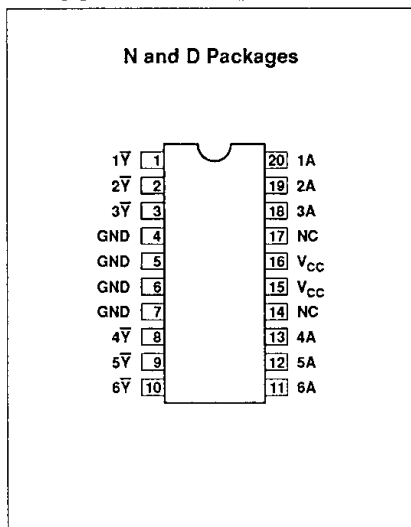 N and D Packages
1Y̅ 1 20 1A
2Y̅ 2 19 2A
3Y̅ 3 18 3A
GND 4 17 NC
GND 5 16 VCC
GND 6 15 VCC
GND 7 14 NC
4Y̅ 8 13 4A
5Y̅ 9 12 5A
6Y̅ 10 11 6A